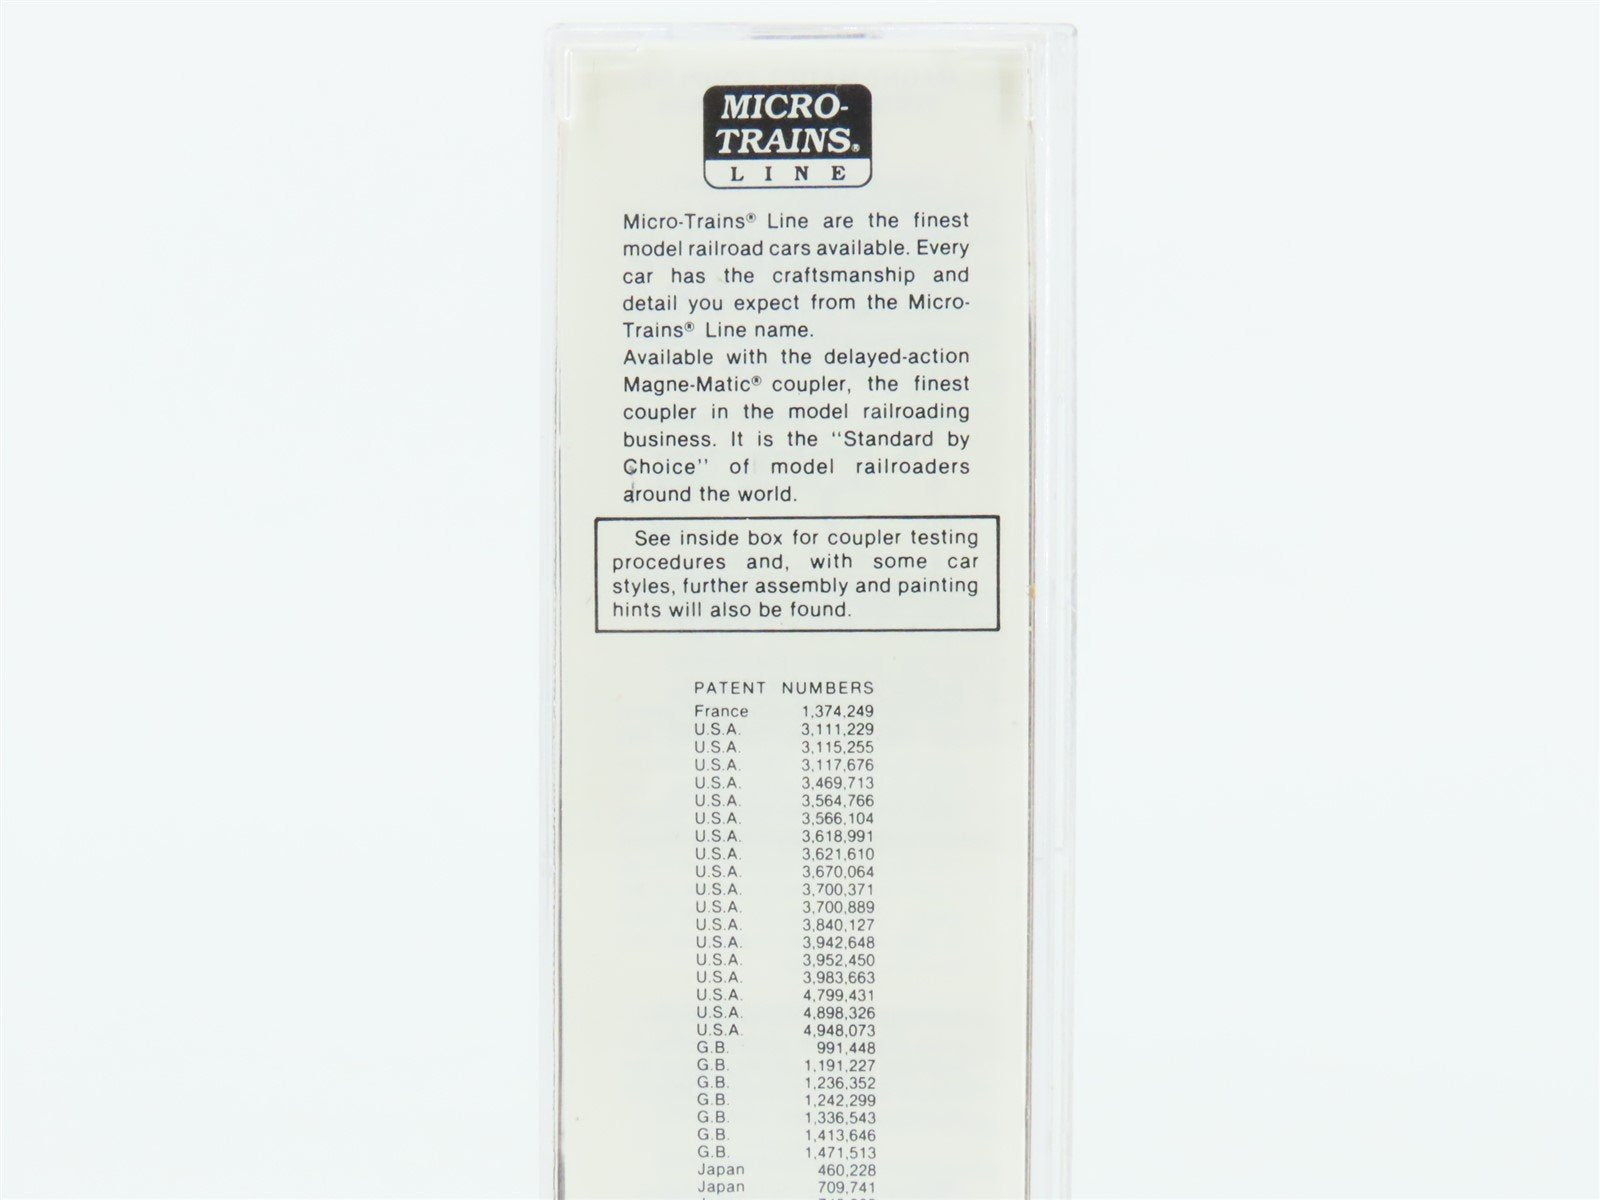 MICRO-
TRAINS®
LINE
Micro-Trains® Line are the finest
model railroad cars available. Every
car has the craftsmanship and
detail you expect from the Micro-
Trains® Line name.
Available with the delayed-action
Magne-Matic® coupler, the finest
coupler in the model railroading
business. It is the "Standard by
Choice" of model railroaders
around the world.
See inside box for coupler testing
procedures and, with some car
styles, further assembly and painting
hints will also be found.
PATENT NUMBERS
France 1,374,249
U.S.A. 3,111,229
U.S.A. 3,115,255
U.S.A. 3,117,676
U.S.A. 3,469,713
U.S.A. 3,564,766
U.S.A. 3,566,104
U.S.A. 3,618,991
U.S.A. 3,621,610
U.S.A. 3,670,064
U.S.A. 3,700,371
U.S.A. 3,700,889
U.S.A. 3,840,127
U.S.A. 3,942,648
U.S.A. 3,952,450
U.S.A. 3,983,663
U.S.A. 4,799,431
U.S.A. 4,898,326
U.S.A. 4,948,073
G.B. 991,448
G.B. 1,191,227
G.B. 1,236,352
G.B. 1,242,299
G.B. 1,336,543
G.B. 1,413,646
G.B. 1,471,513
Japan 460,228
Japan 709,741